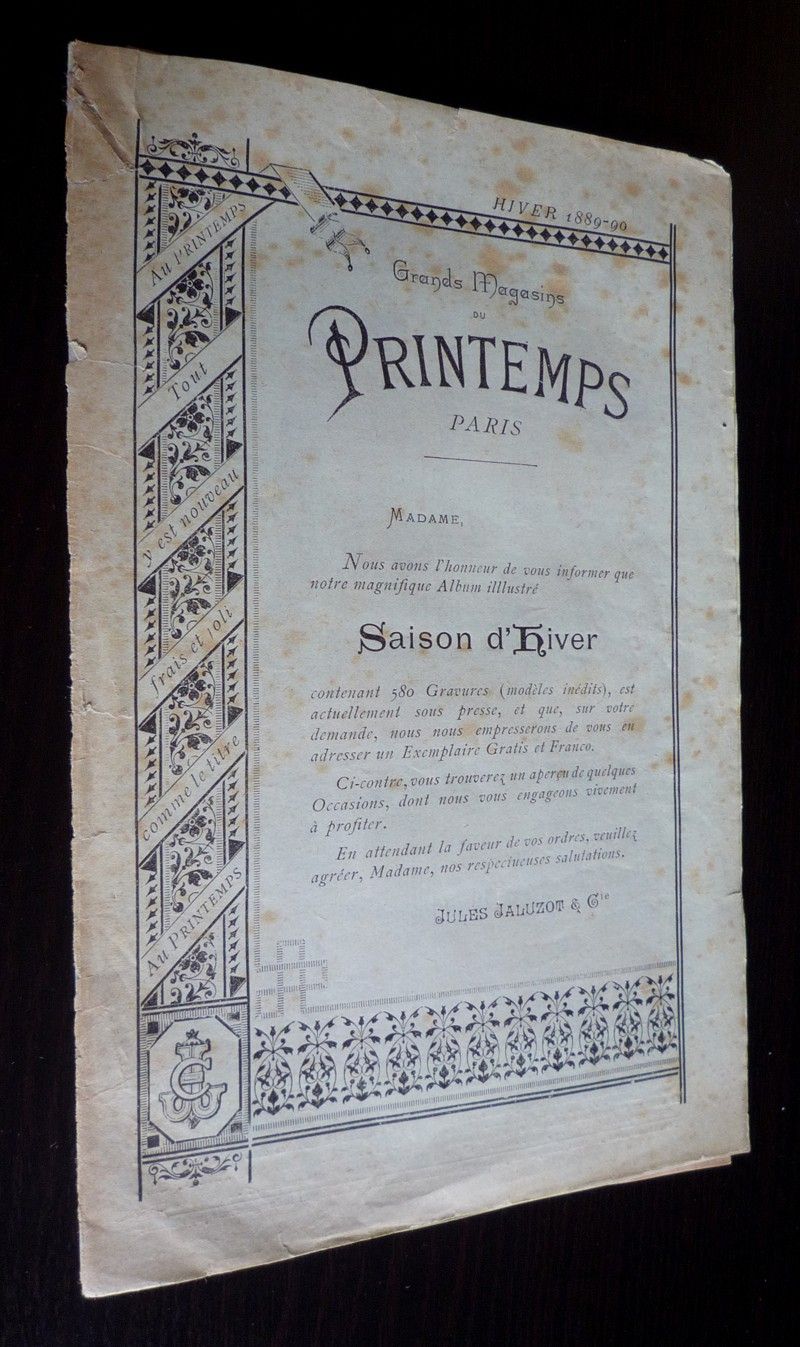 HIVER 1889-90
Grands Magasins
DU
PRINTEMPS
PARIS
MADAME,
Nous avons l'honneur de vous informer que
notre magnifique Album illlustré
Saison d'Hiver
contenant 580 Gravures (modèles inédits), est
actuellement sous presse, et que, sur votre
demande, nous nous empresserons de vous en
adresser un Exemplaire Gratis et Franco.
Ci-contre, vous trouverez un aperçu de quelques
Occasions, dont nous vous engageons vivement
à profiter.
En attendant la faveur de vos ordres, veuillez
agréer, Madame, nos respectueuses salutations.
JULES JALUZOT & Cie
Au PRINTEMPS
Tout
y est nouveau
frais et joli
comme le titre
Au PRINTEMPS